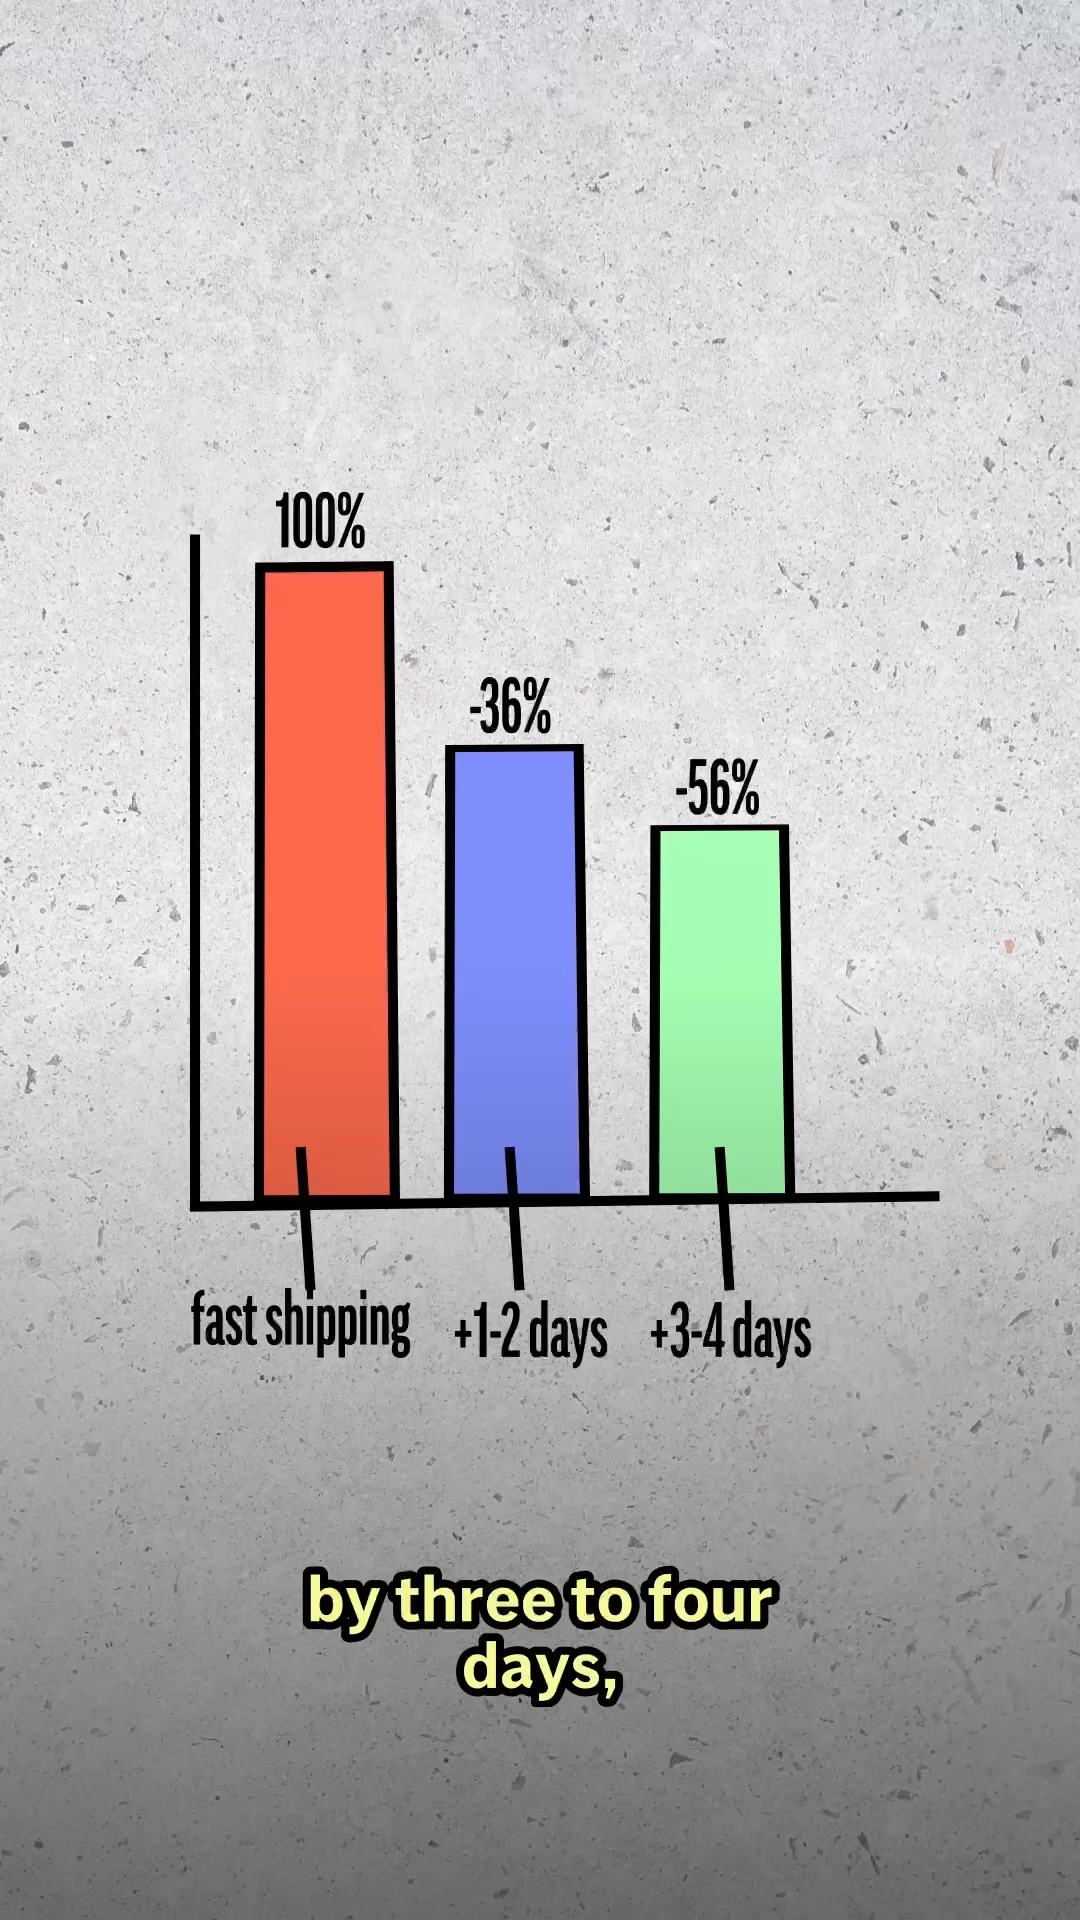 100%
-36%
-56%
fast shipping
+1-2 days
+3-4 days
by three to four
days,